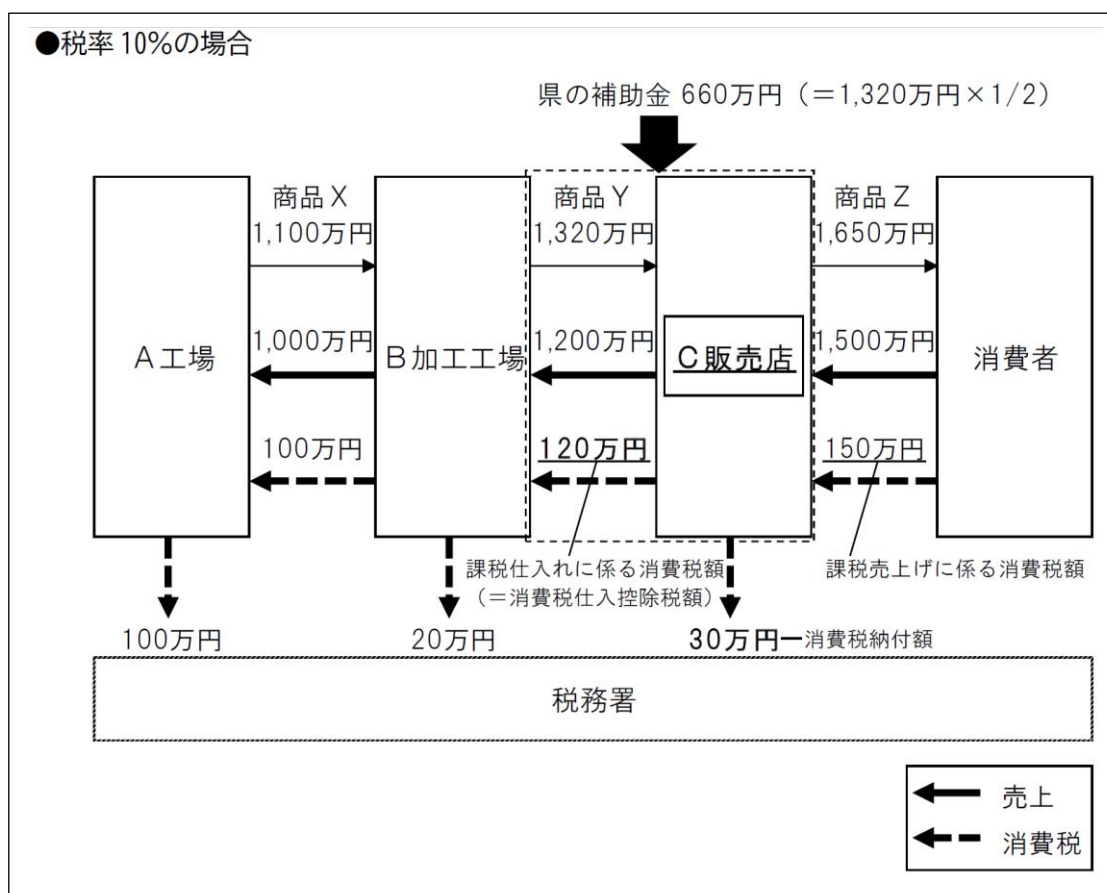 ●税率 10%の場合
県の補助金 660万円（＝1,320万円×1/2）
商品X
商品Y
商品Z
1,100万円
1,320万円
1,650万円
1,000万円
1,200万円
1,500万円
A工場
B加工工場
C販売店
消費者
100万円
120万円
150万円
課税仕入れに係る消費税額
（＝消費税仕入控除税額）
課税売上げに係る消費税額
100万円
20万円
30万円
消費税納付額
税務署
売上
消費税